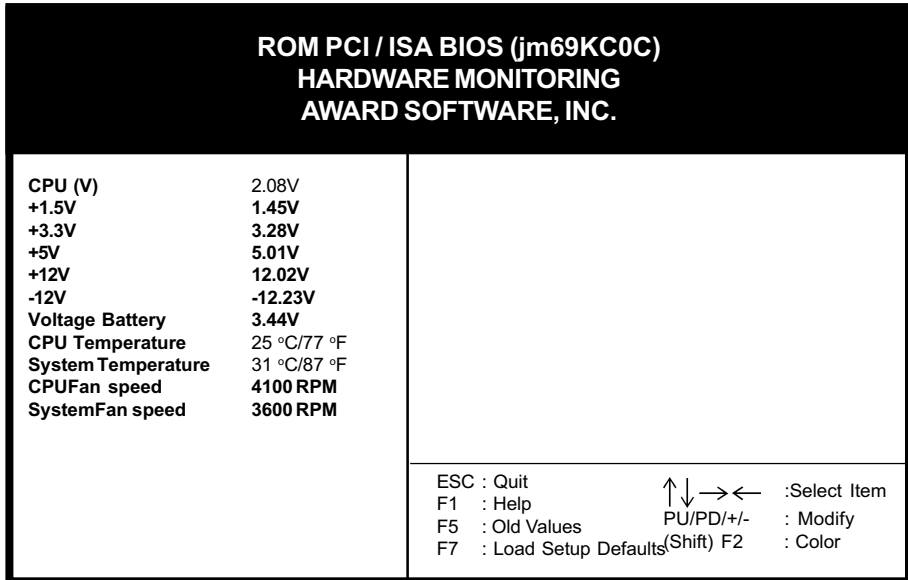 ROM PCI / ISA BIOS (jm69KC0C)
HARDWARE MONITORING
AWARD SOFTWARE, INC.
CPU (V) 2.08V
+1.5V 1.45V
+3.3V 3.28V
+5V 5.01V
+12V 12.02V
-12V -12.23V
Voltage Battery 3.44V
CPU Temperature 25 °C/77 °F
System Temperature 31 °C/87 °F
CPUFan speed 4100 RPM
SystemFan speed 3600 RPM
ESC : Quit ↑↓→← :Select Item
F1 : Help
F5 : Old Values PU/PD/+/- : Modify
F7 : Load Setup Defaults (Shift) F2 : Color